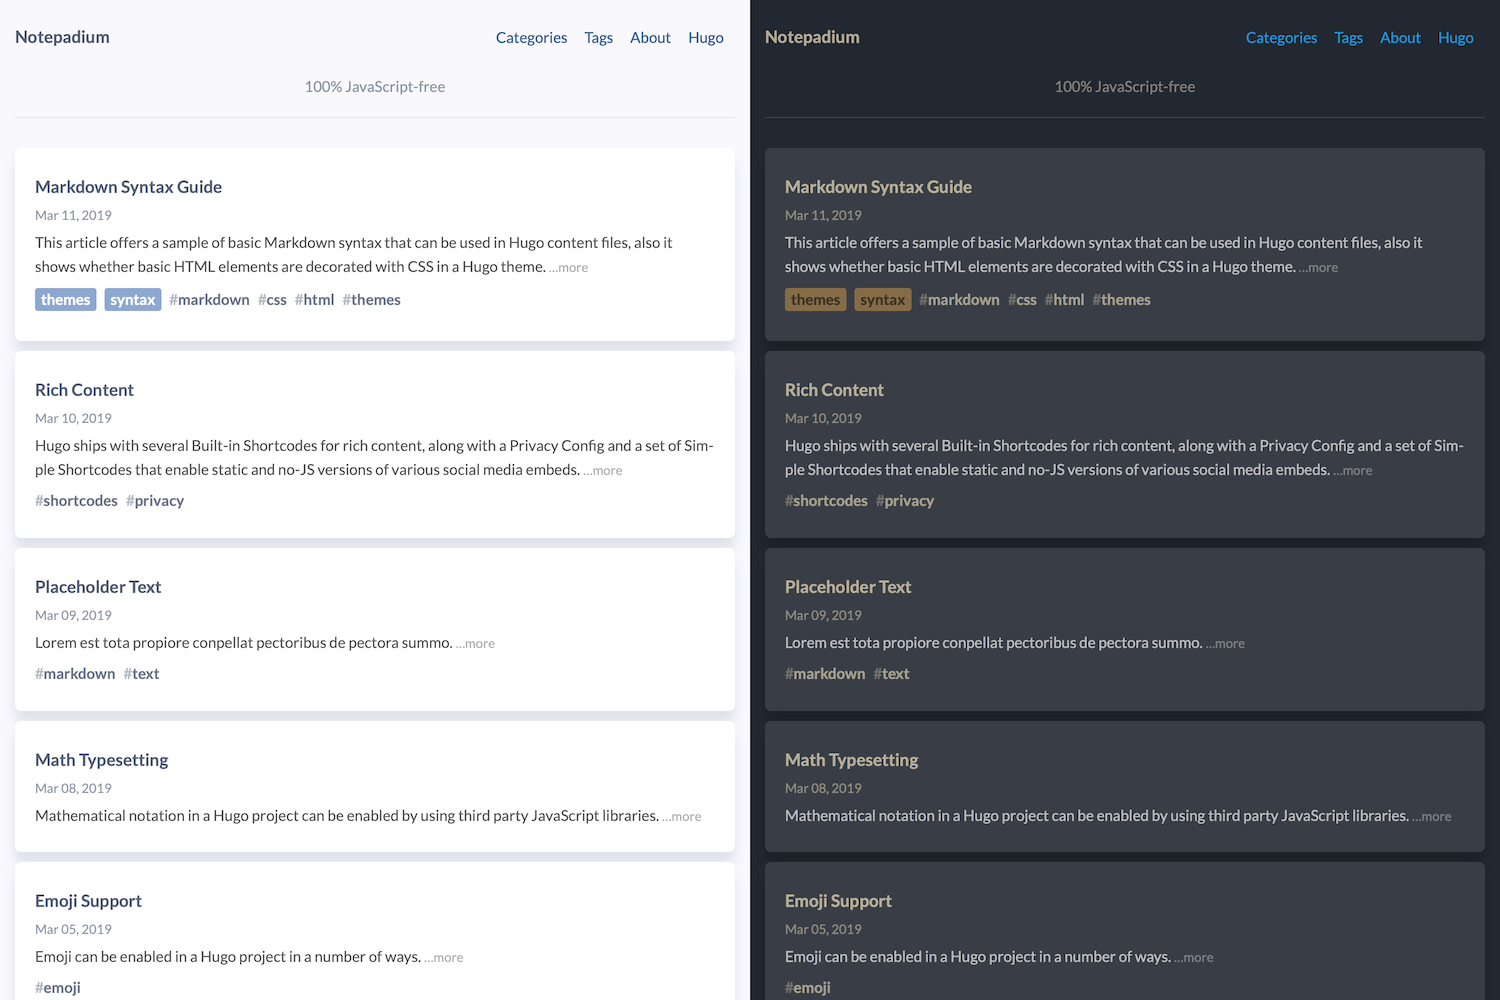 Notepadium
Categories Tags About Hugo
100% JavaScript-free
Markdown Syntax Guide
Mar 11, 2019
This article offers a sample of basic Markdown syntax that can be used in Hugo content files, also it
shows whether basic HTML elements are decorated with CSS in a Hugo theme. ...more
themes syntax #markdown #css #html #themes
Rich Content
Mar 10, 2019
Hugo ships with several Built-in Shortcodes for rich content, along with a Privacy Config and a set of Sim-
ple Shortcodes that enable static and no-JS versions of various social media embeds. ...more
#shortcodes #privacy
Placeholder Text
Mar 09, 2019
Lorem est tota propiore conpellat pectoribus de pectora summo. ...more
#markdown #text
Math Typesetting
Mar 08, 2019
Mathematical notation in a Hugo project can be enabled by using third party JavaScript libraries. ...more
Emoji Support
Mar 05, 2019
Emoji can be enabled in a Hugo project in a number of ways. ...more
#emoji
Notepadium
Categories Tags About Hugo
100% JavaScript-free
Markdown Syntax Guide
Mar 11, 2019
This article offers a sample of basic Markdown syntax that can be used in Hugo content files, also it
shows whether basic HTML elements are decorated with CSS in a Hugo theme. ...more
themes syntax #markdown #css #html #themes
Rich Content
Mar 10, 2019
Hugo ships with several Built-in Shortcodes for rich content, along with a Privacy Config and a set of Sim-
ple Shortcodes that enable static and no-JS versions of various social media embeds. ...more
#shortcodes #privacy
Placeholder Text
Mar 09, 2019
Lorem est tota propiore conpellat pectoribus de pectora summo. ...more
#markdown #text
Math Typesetting
Mar 08, 2019
Mathematical notation in a Hugo project can be enabled by using third party JavaScript libraries. ...more
Emoji Support
Mar 05, 2019
Emoji can be enabled in a Hugo project in a number of ways. ...more
#emoji